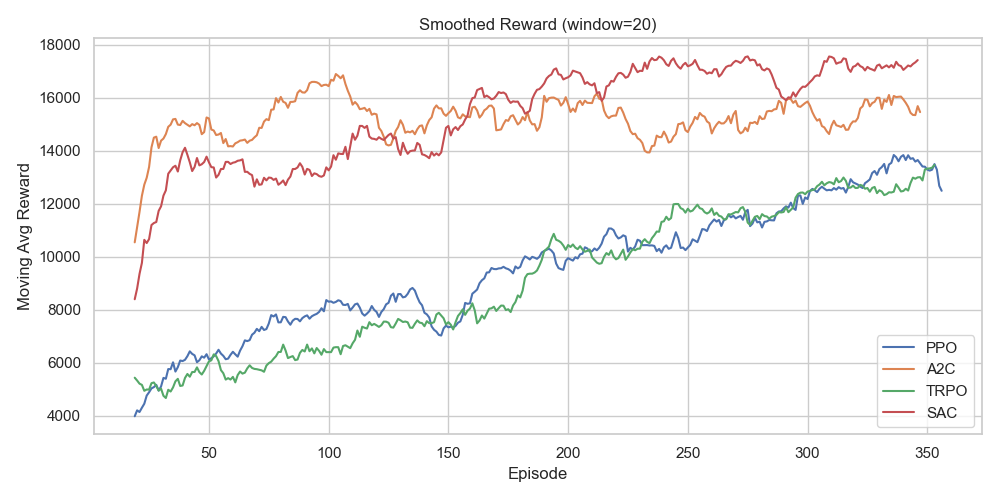 Smoothed Reward (window=20)
Moving Avg Reward
18000
16000
14000
12000
10000
8000
6000
4000
50
100
150
200
250
300
350
Episode
PPO
A2C
TRPO
SAC